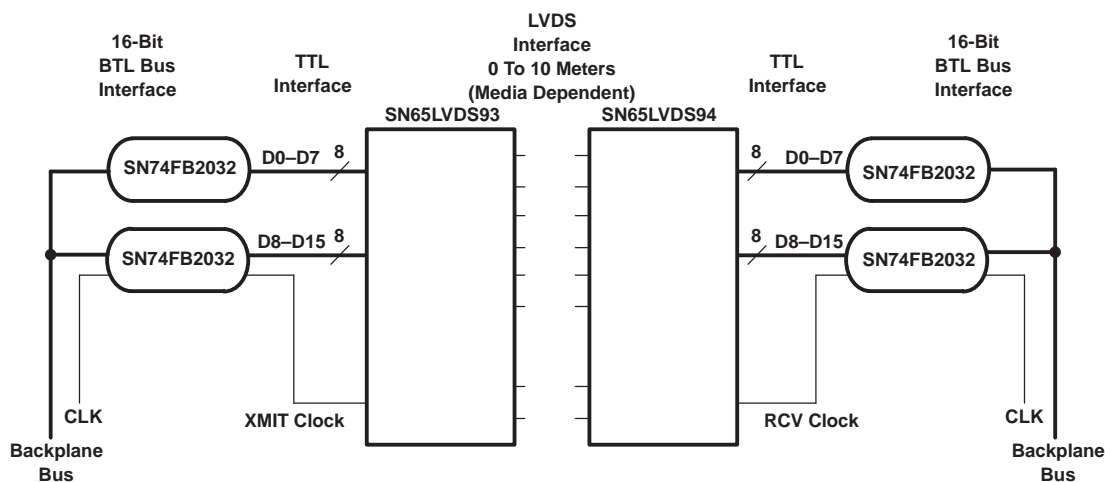 LVDS
Interface
0 To 10 Meters
(Media Dependent)
16-Bit
BTL Bus
Interface
TTL
Interface
TTL
Interface
16-Bit
BTL Bus
Interface
SN65LVDS93
SN65LVDS94
SN74FB2032
D0–D7
8
8
D0–D7
SN74FB2032
SN74FB2032
D8–D15
8
8
D8–D15
SN74FB2032
CLK
XMIT Clock
RCV Clock
CLK
Backplane
Bus
Backplane
Bus